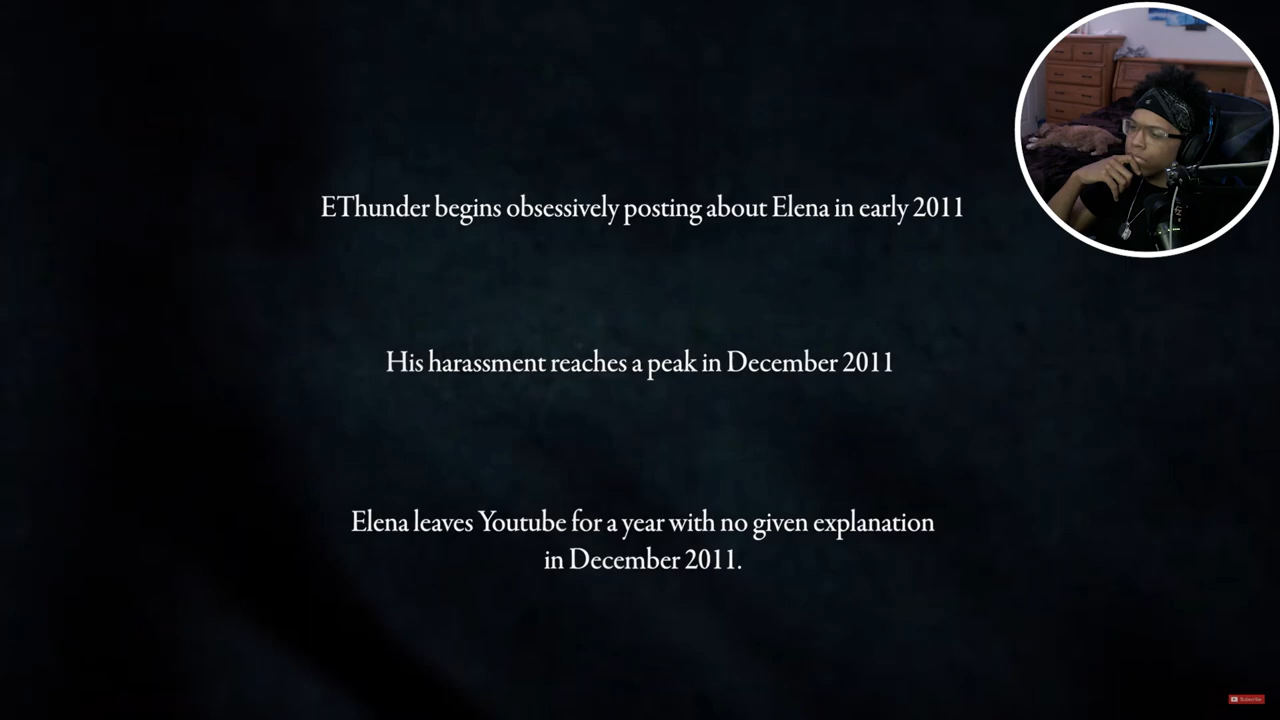 EThunder begins obsessively posting about Elena in early 2011
His harassment reaches a peak in December 2011
Elena leaves Youtube for a year with no given explanation
in December 2011.
Subscribe